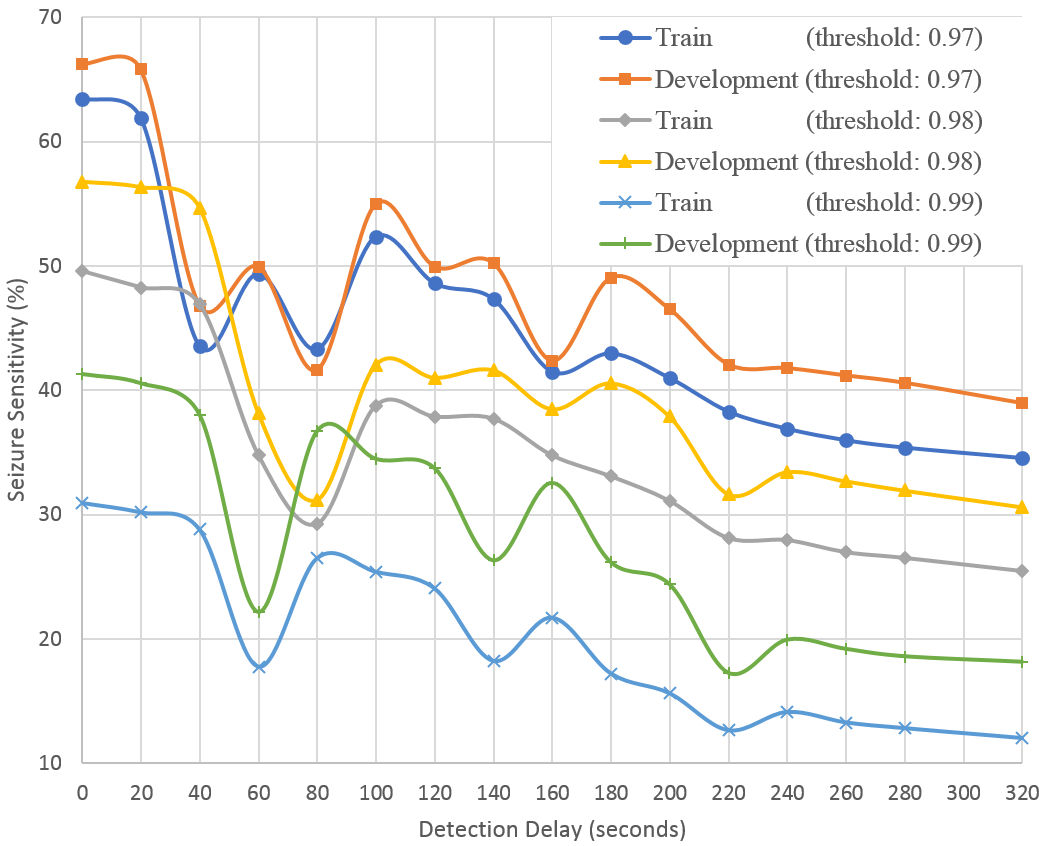 70
60
50
40
30
20
10
Seizure Sensitivity (%)
Train (threshold: 0.97)
Development (threshold: 0.97)
Train (threshold: 0.98)
Development (threshold: 0.98)
Train (threshold: 0.99)
Development (threshold: 0.99)
0 20 40 60 80 100 120 140 160 180 200 220 240 260 280 300 320
Detection Delay (seconds)